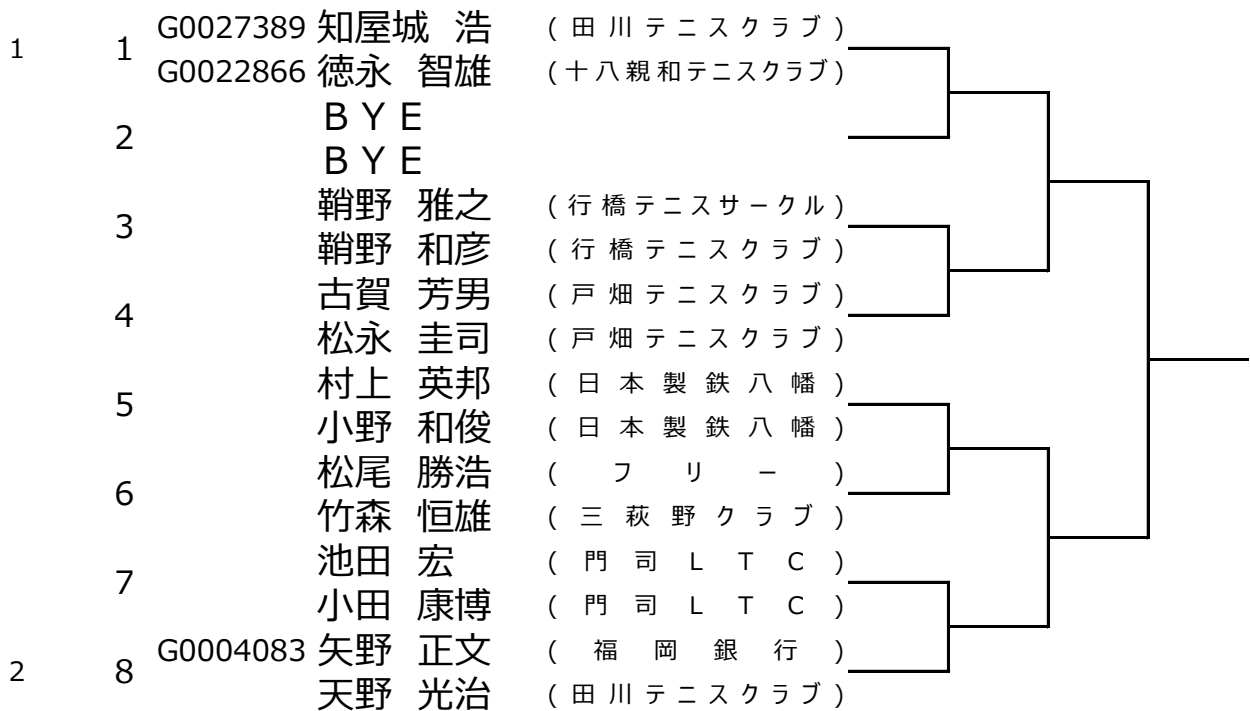 1 1 G0027389 知屋城 浩 (田川テニスクラブ)
G0022866 徳永 智雄 (十八親和テニスクラブ)
2 BYE
BYE
3 鞘野 雅之 (行橋テニスサークル)
鞘野 和彦 (行橋テニスクラブ)
4 古賀 芳男 (戸畑テニスクラブ)
松永 圭司 (戸畑テニスクラブ)
5 村上 英邦 (日本製鉄八幡)
小野 和俊 (日本製鉄八幡)
6 松尾 勝浩 (フリー)
竹森 恒雄 (三萩野クラブ)
7 池田 宏 (門司LTC)
小田 康博 (門司LTC)
2 8 G0004083 矢野 正文 (福岡銀行)
天野 光治 (田川テニスクラブ)